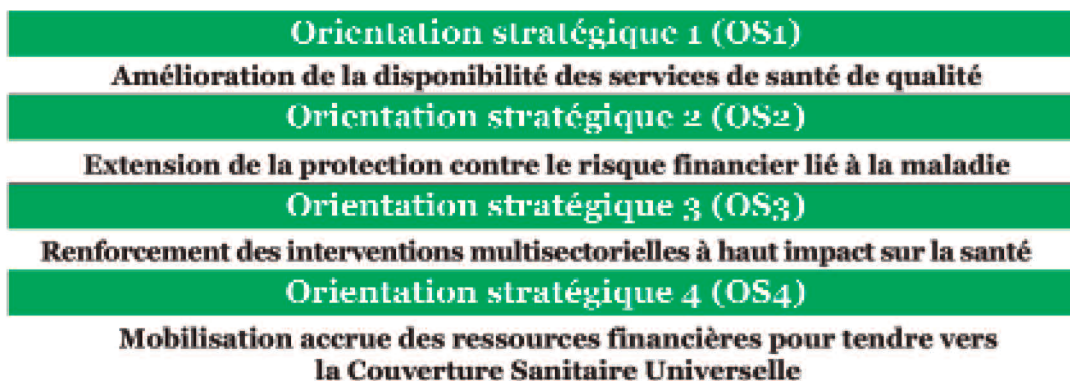 Orientation stratégique 1 (OS1)
Amélioration de la disponibilité des services de santé de qualité
Orientation stratégique 2 (OS2)
Extension de la protection contre le risque financier lié à la maladie
Orientation stratégique 3 (OS3)
Renforcement des interventions multisectorielles à haut impact sur la santé
Orientation stratégique 4 (OS4)
Mobilisation accrue des ressources financières pour tendre vers
la Couverture Sanitaire Universelle